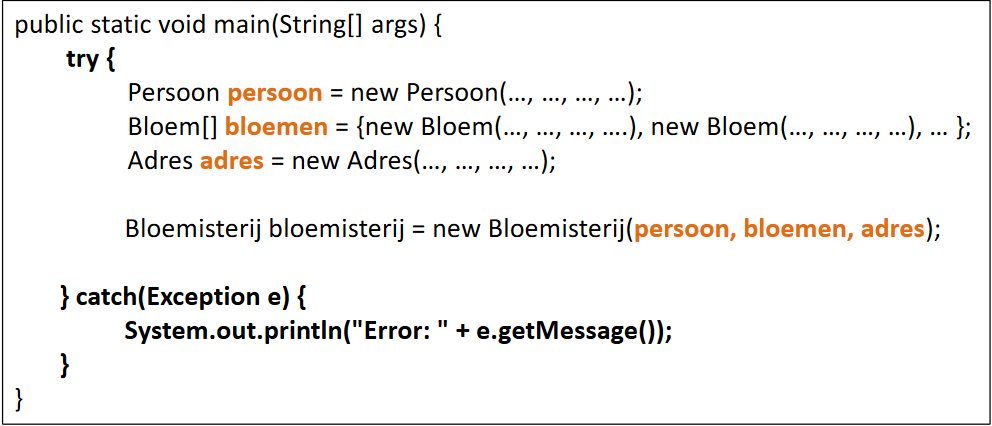 public static void main(String[] args) {
try {
Persoon persoon = new Persoon(…, …, …, …);
Bloem[] bloemen = {new Bloem(…, …, …, ….), new Bloem(…, …, …, …), … };
Adres adres = new Adres(…, …, …, …);
Bloemisterij bloemisterij = new Bloemisterij(persoon, bloemen, adres);
} catch(Exception e) {
System.out.println("Error: " + e.getMessage());
}
}